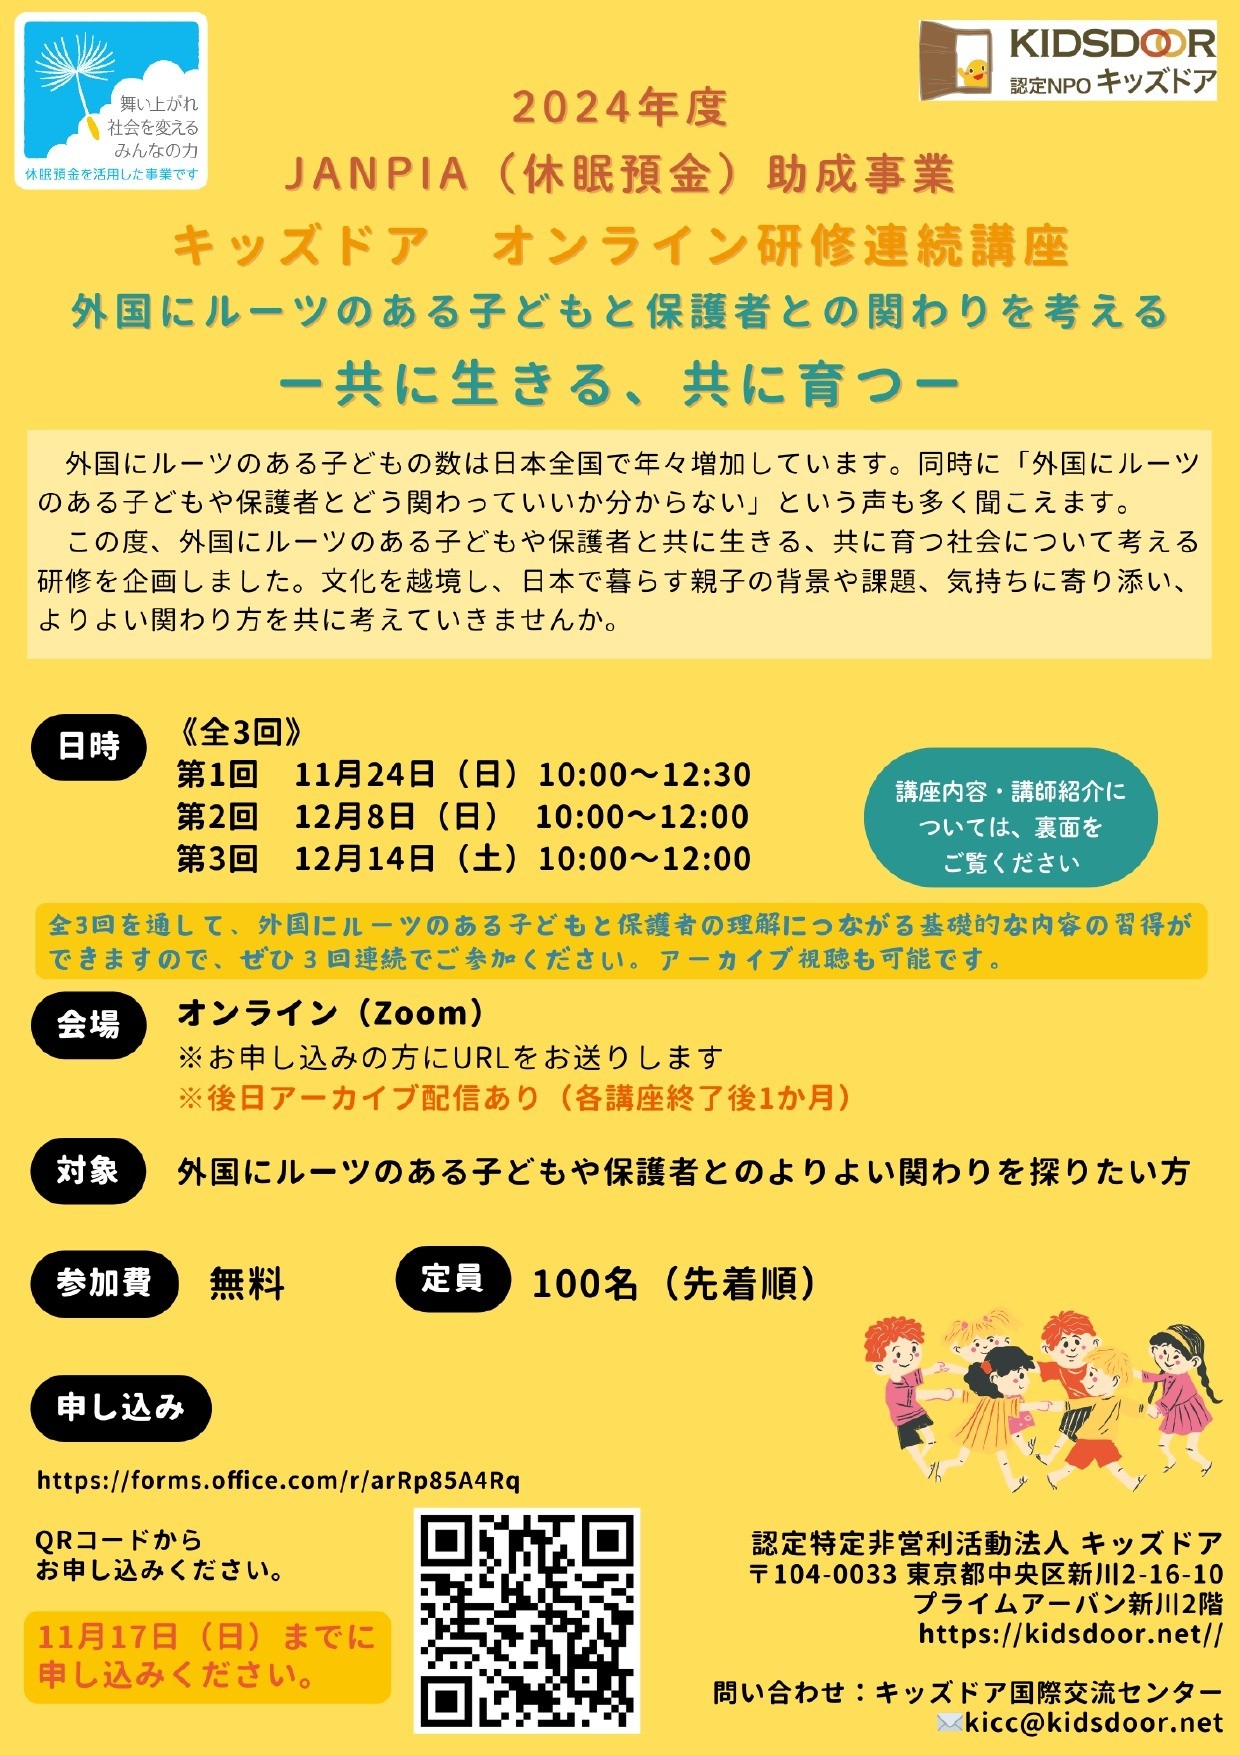 舞い上がれ
社会を変える
みんなの力
休眠預金を活用した事業です
KIDSDOOR
認定NPO キッズドア
2024年度
JANPIA（休眠預金）助成事業
キッズドア　オンライン研修連続講座
外国にルーツのある子どもと保護者との関わりを考える
ー共に生きる、共に育つー
　外国にルーツのある子どもの数は日本全国で年々増加しています。同時に「外国にルーツ
のある子どもや保護者とどう関わっていいか分からない」という声も多く聞こえます。
　この度、外国にルーツのある子どもや保護者と共に生きる、共に育つ社会について考える
研修を企画しました。文化を越境し、日本で暮らす親子の背景や課題、気持ちに寄り添い、
よりよい関わり方を共に考えていきませんか。
日時
《全3回》
第1回　11月24日（日）10:00〜12:30
第2回　12月8日（日）　10:00〜12:00
第3回　12月14日（土）10:00〜12:00
講座内容・講師紹介に
ついては、裏面を
ご覧ください
全3回を通して、外国にルーツのある子どもと保護者の理解につながる基礎的な内容の習得が
できますので、ぜひ３回連続でご参加ください。アーカイブ視聴も可能です。
会場
オンライン（Zoom）
※お申し込みの方にURLをお送りします
※後日アーカイブ配信あり（各講座終了後1か月）
対象
外国にルーツのある子どもや保護者とのよりよい関わりを探りたい方
参加費
無料
定員
100名（先着順）
申し込み
https://forms.office.com/r/arRp85A4Rq
QRコードから
お申し込みください。
11月17日（日）までに
申し込みください。
認定特定非営利活動法人 キッズドア
〒104-0033 東京都中央区新川2-16-10
プライムアーバン新川2階
https://kidsdoor.net//
問い合わせ：キッズドア国際交流センター
kicc@kidsdoor.net